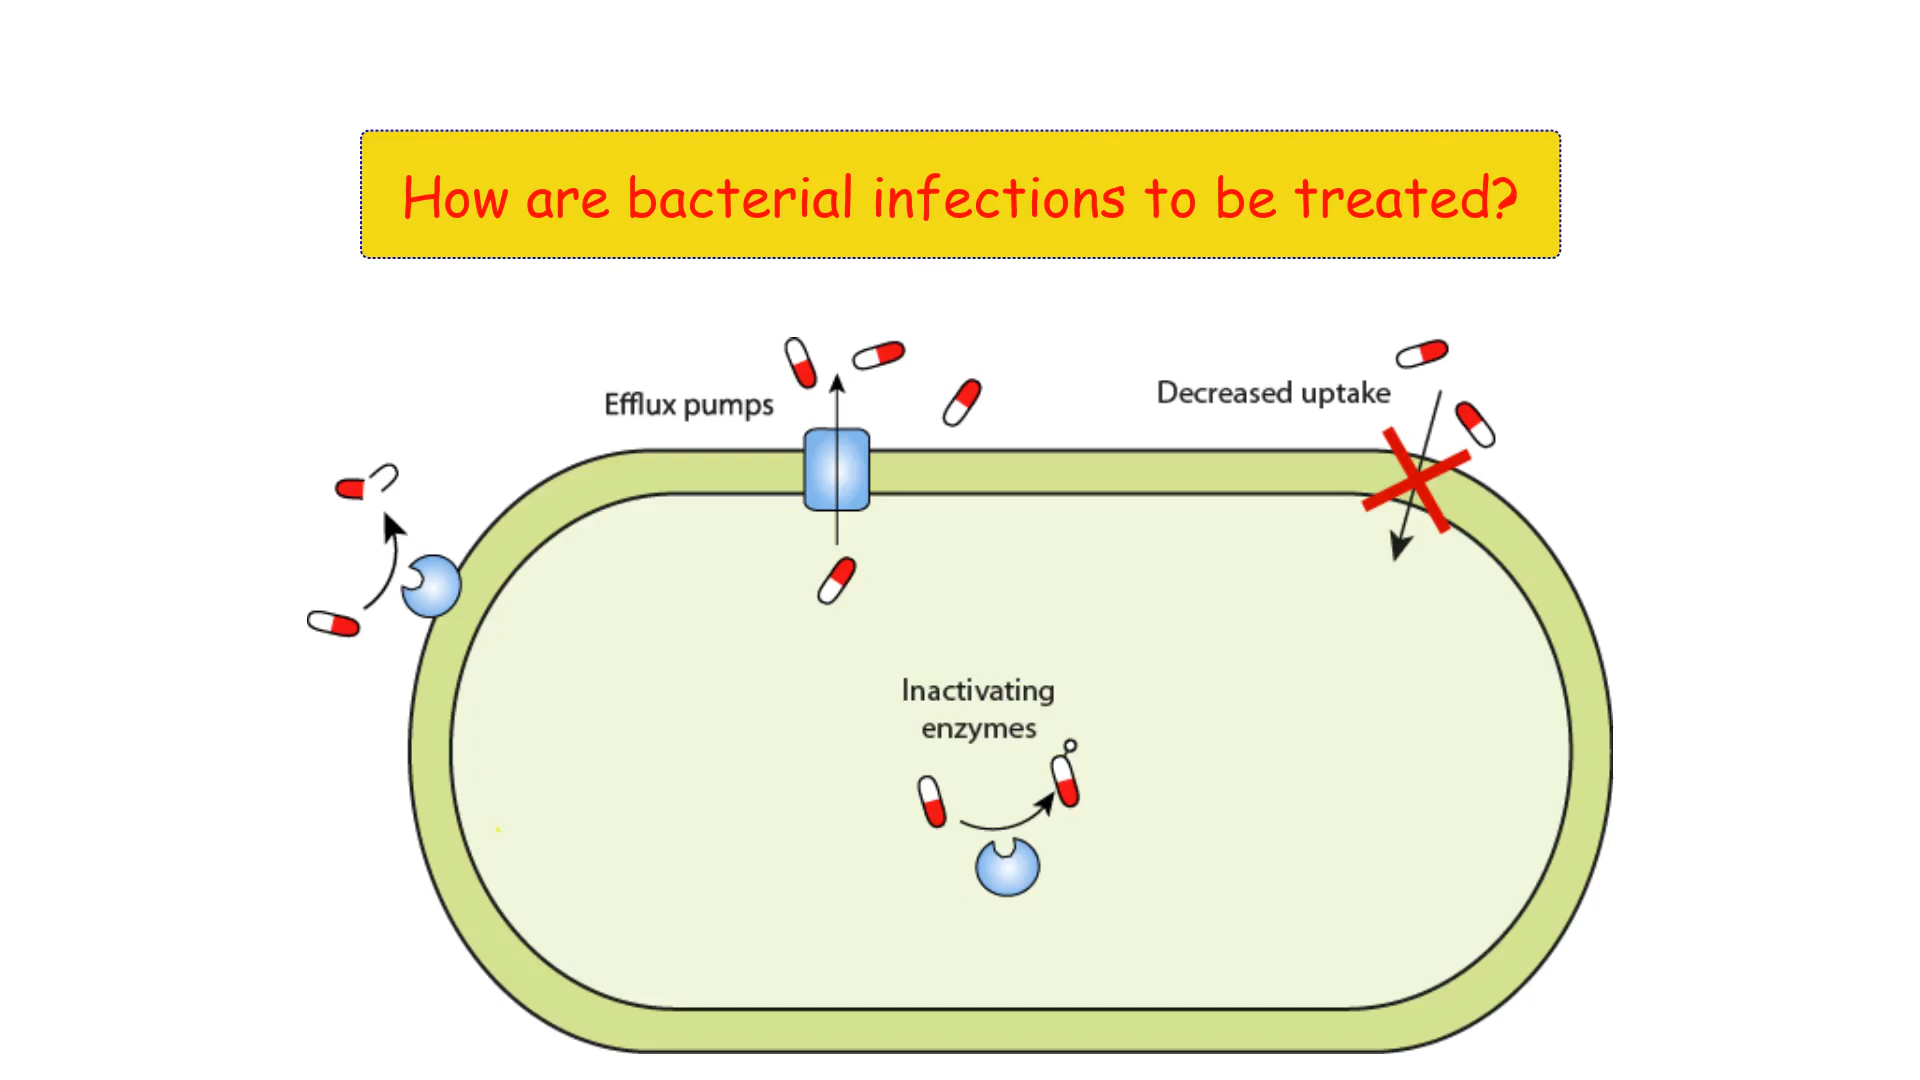 How are bacterial infections to be treated?
Efflux pumps
Decreased uptake
Inactivating
enzymes